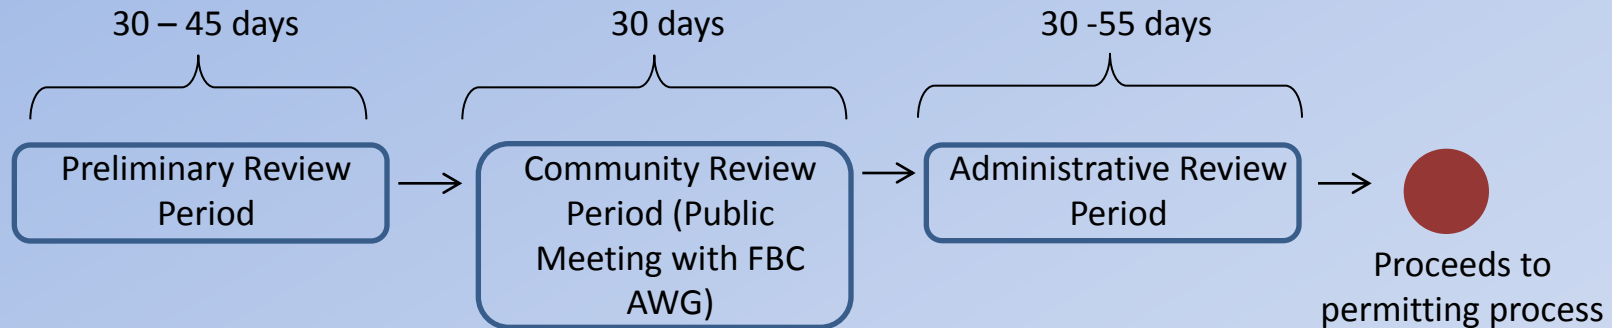 30 – 45 days
30 days
30 -55 days
Preliminary Review
Period
Community Review
Period (Public
Meeting with FBC
AWG)
Administrative Review
Period
Proceeds to
permitting process